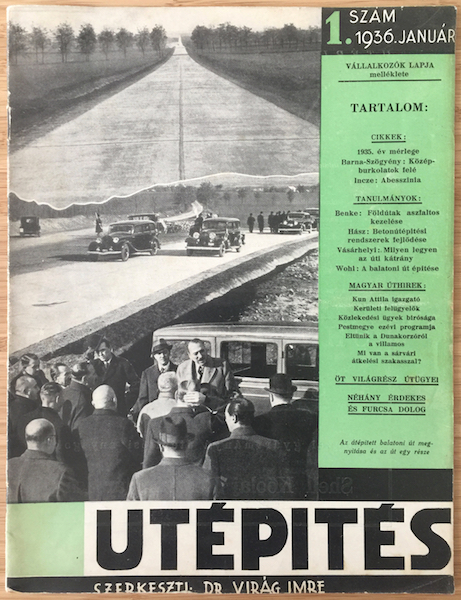 1. SZÁM
1936. JANUÁR
VÁLLALKOZÓK LAPJA
melléklete
TARTALOM:
CIKKEK:
1935. év mérlege
Barna-Szögyény: Közép-
burkolatok felé
Incze: Abesszinia
TANULMÁNYOK:
Benke: Földútak aszfaltos
kezelése
Hász: Betonútépítési
rendszerek fejlődése
Vásárhelyi: Milyen legyen
az úti kátrány
Wohl: A balatoni út építése
MAGYAR ÚTHIREK:
Kun Attila igazgató
Kerületi felügyelők
Közlekedési ügyek bírósága
Pestmegye ezévi programja
Eltünik a Dunakorzóról
a villamos
Mi van a sárvári
átkelési szakasszal?
ÖT VILÁGRÉSZ ÚTÜGYEI
NÉHÁNY ÉRDEKES
ÉS FURCSA DOLOG
Az útépített balatoni út meg-
nyitása és az út egy része
UTÉPITÉS
SZERKESZTI: DR. VIRÁG IMRE